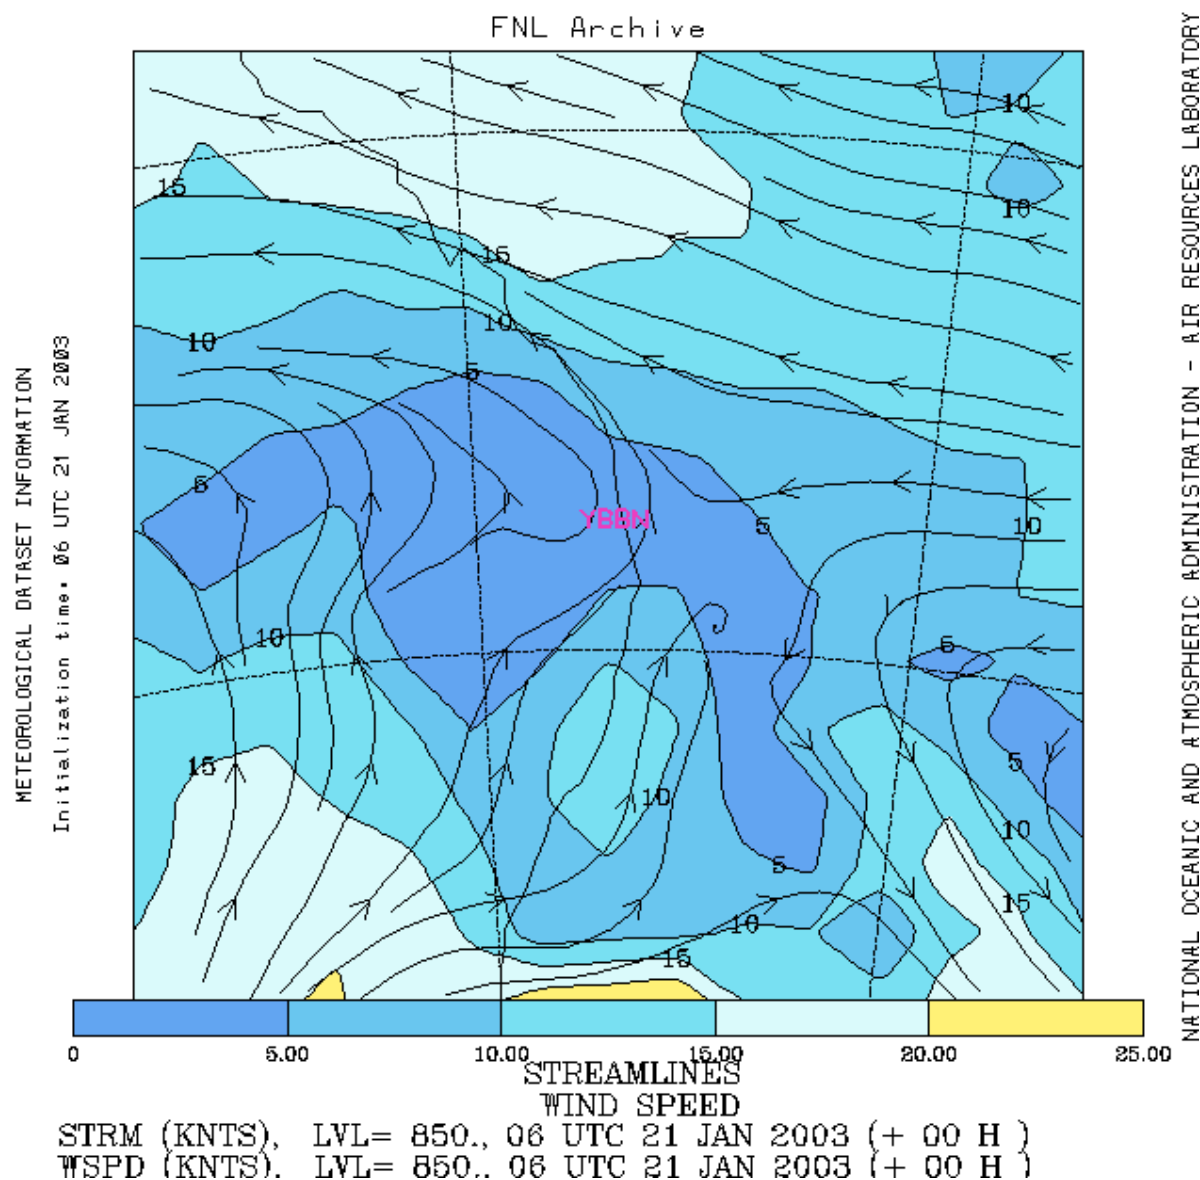 FNL Archive
NATIONAL OCEANIC AND ATMOSPHERIC ADMINISTRATION - AIR RESOURCES LABORATORY
METEOROLOGICAL DATASET INFORMATION
Initialization time: 06 UTC 21 JAN 2003
10
15
10
15
10
10
5
5
YBBN
5
10
10
5
15
5
10
10
5
15
10
15
0 5.00 10.00 15.00 20.00 25.00
STREAMLINES
WIND SPEED
STRM (KNTS), LVL= 850., 06 UTC 21 JAN 2003 (+ 00 H )
WSPD (KNTS), LVL= 850., 06 UTC 21 JAN 2003 (+ 00 H )